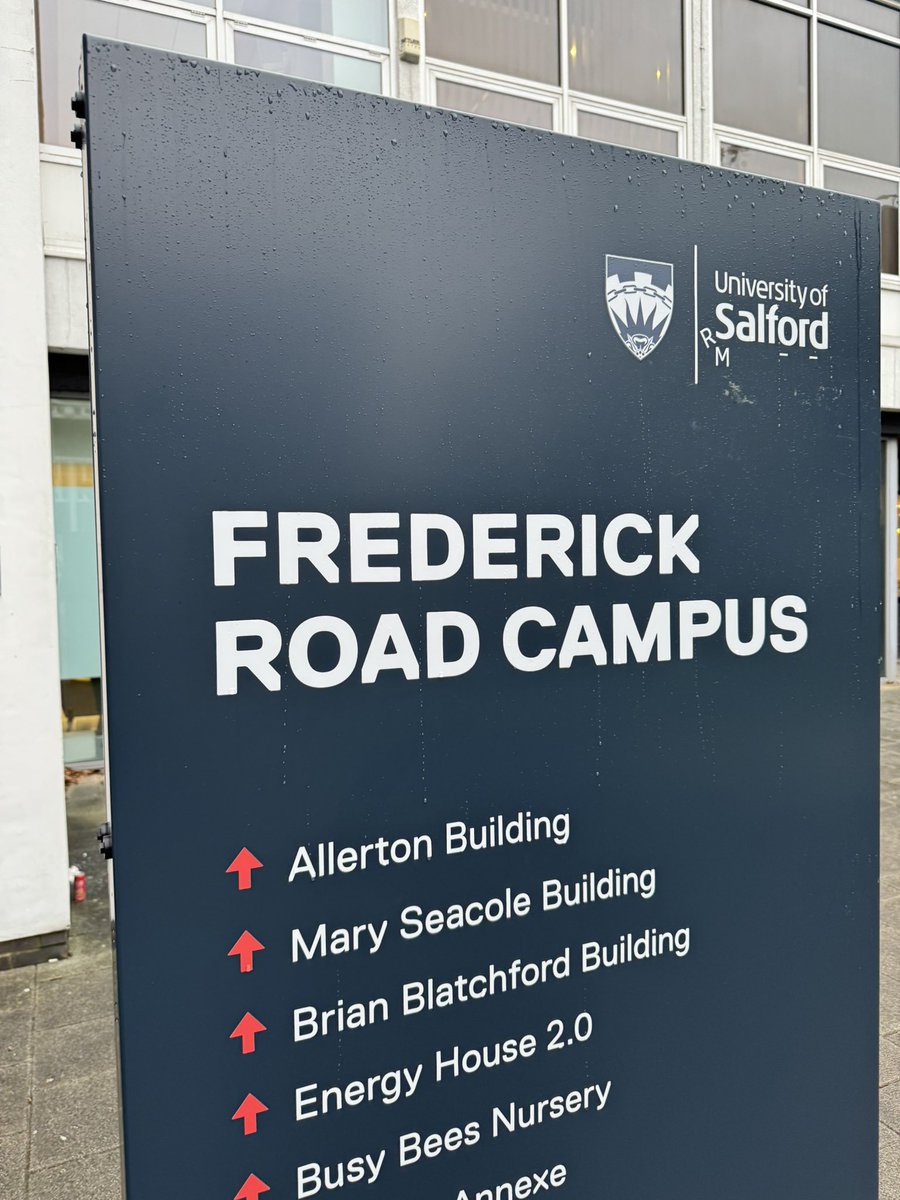 University of
Salford
R
M
FREDERICK
ROAD CAMPUS
Allerton Building
Mary Seacole Building
Brian Blatchford Building
Energy House 2.0
Busy Bees Nursery
Annexe